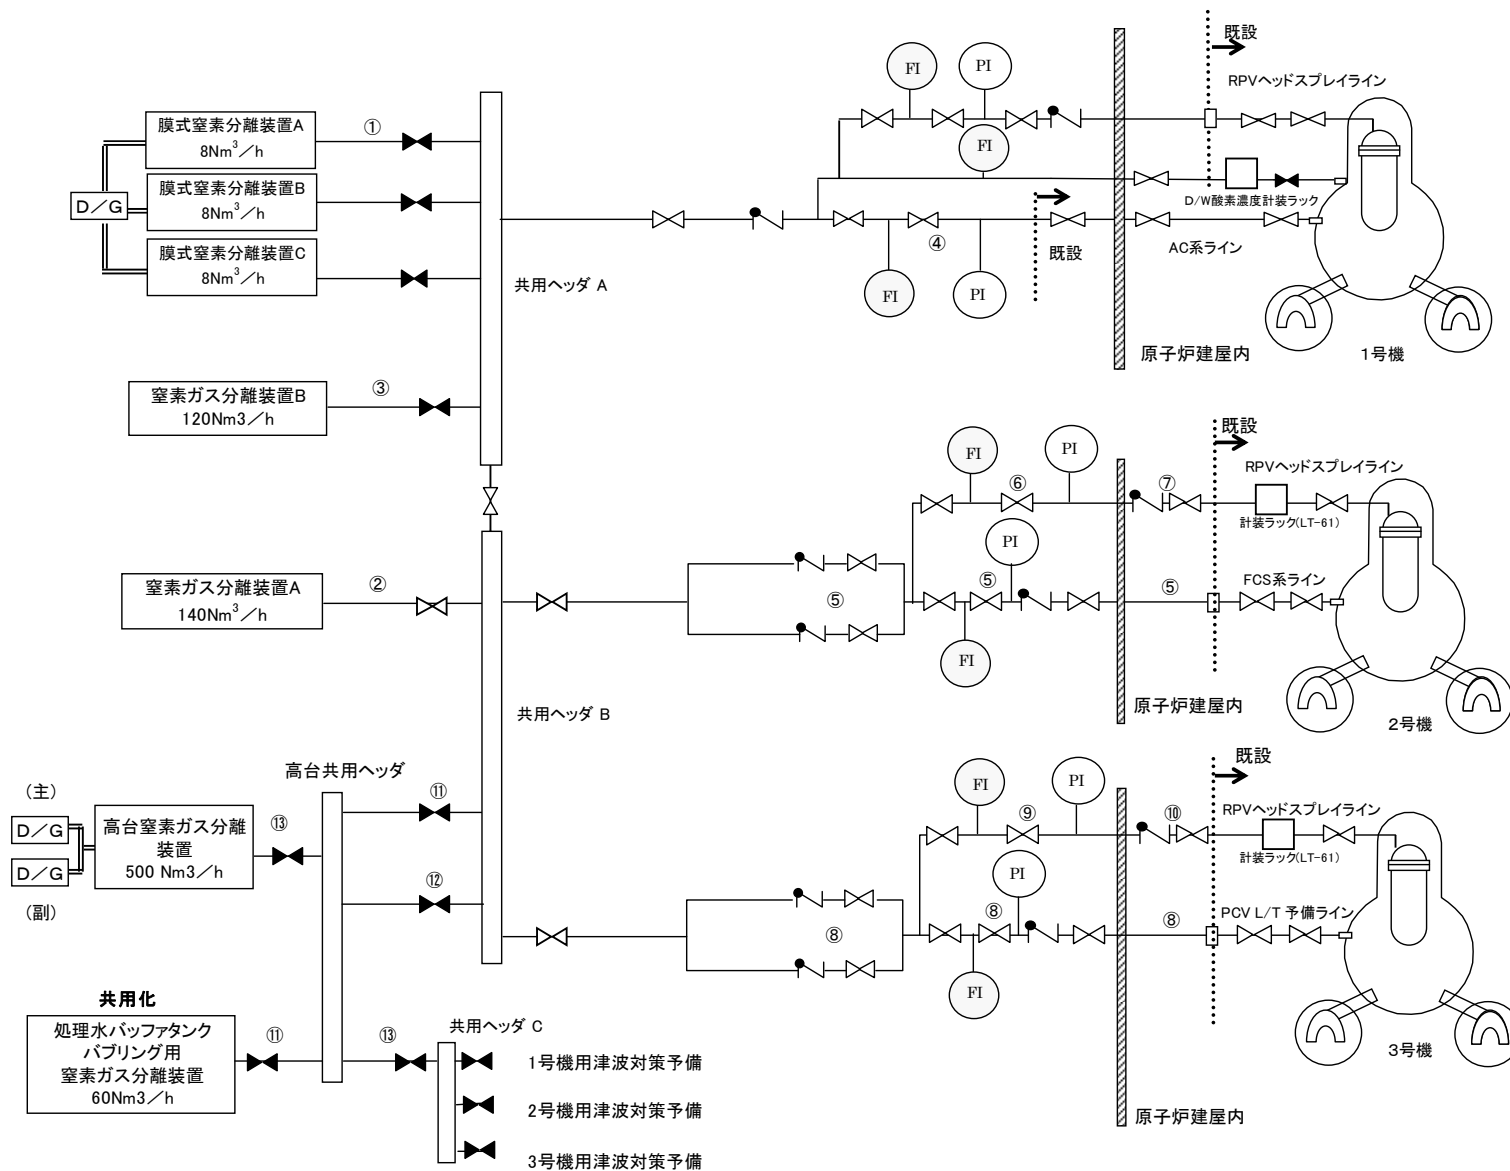 膜式窒素分離装置A
8Nm³/h
①
膜式窒素分離装置B
8Nm³/h
D/G
膜式窒素分離装置C
8Nm³/h
共用ヘッダ A
窒素ガス分離装置B
120Nm3/h
③
FI
PI
FI
④
FI
PI
既設
既設
RPVヘッドスプレイライン
D/W酸素濃度計装ラック
AC系ライン
原子炉建屋内
1号機
窒素ガス分離装置A
140Nm³/h
②
共用ヘッダ B
⑤
FI
⑥
PI
PI
⑤
FI
⑦
既設
RPVヘッドスプレイライン
計装ラック(LT-61)
⑤
FCS系ライン
原子炉建屋内
2号機
高台共用ヘッダ
(主)
D/G
D/G
(副)
高台窒素ガス分離
装置
500 Nm3/h
⑬
⑪
⑫
⑧
FI
⑨
PI
PI
⑧
FI
⑩
既設
RPVヘッドスプレイライン
計装ラック(LT-61)
⑧
PCV L/T 予備ライン
原子炉建屋内
3号機
共用化
処理水バッファタンク
バブリング用
窒素ガス分離装置
60Nm3/h
⑪
⑬
共用ヘッダ C
1号機用津波対策予備
2号機用津波対策予備
3号機用津波対策予備